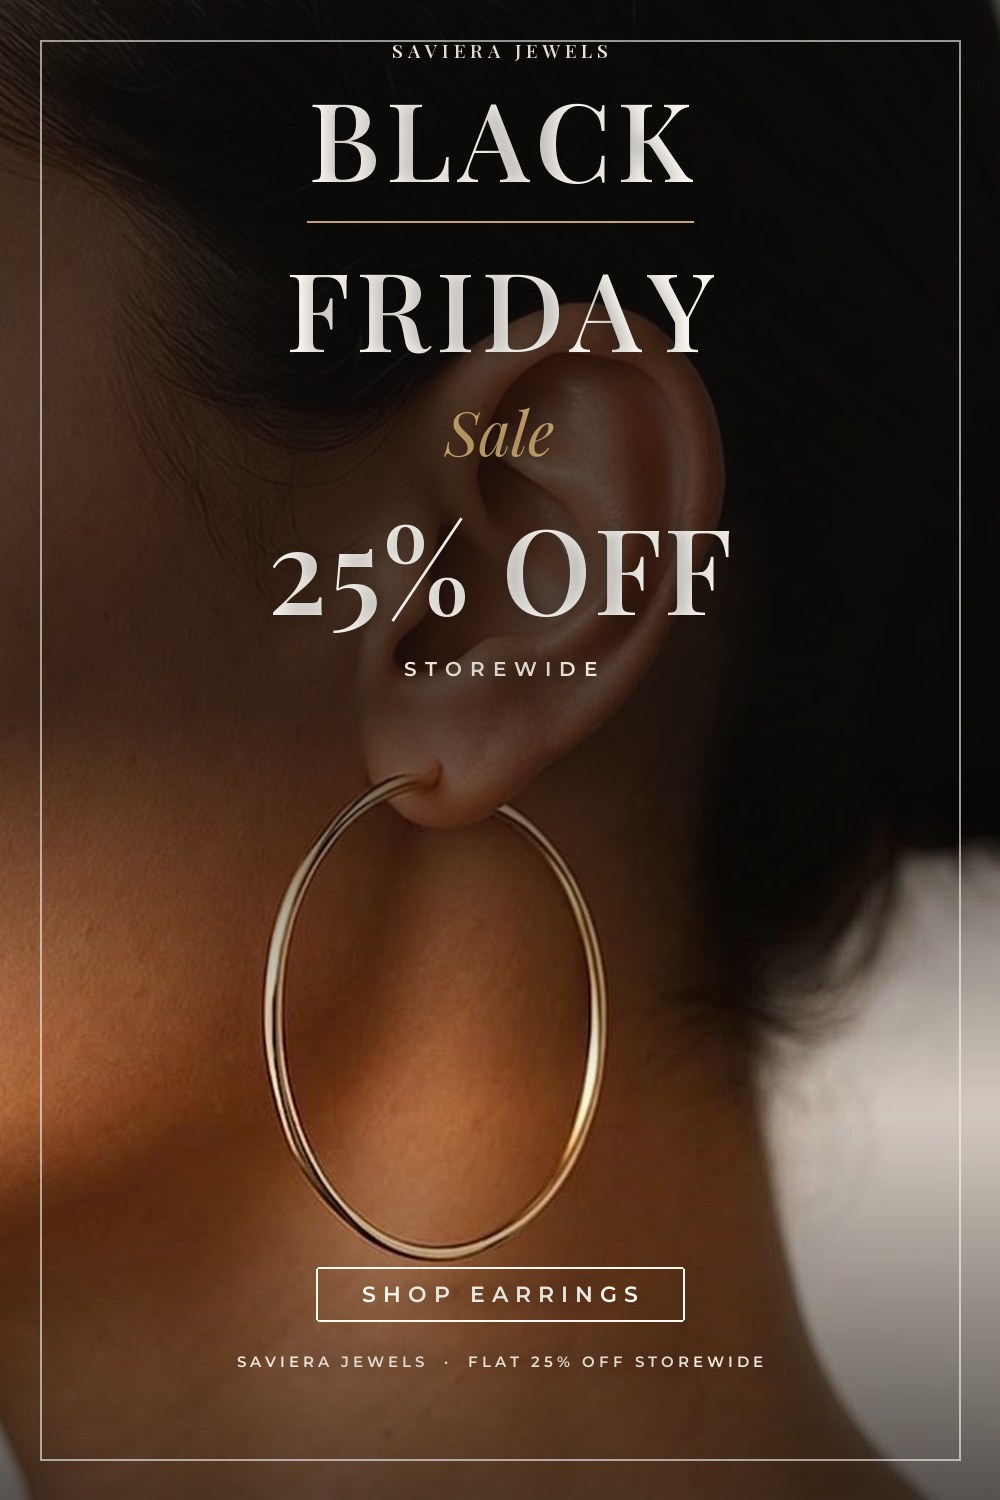 SAVIERA JEWELS
BLACK
FRIDAY
Sale
25% OFF
STOREWIDE
SHOP EARRINGS
SAVIERA JEWELS · FLAT 25% OFF STOREWIDE